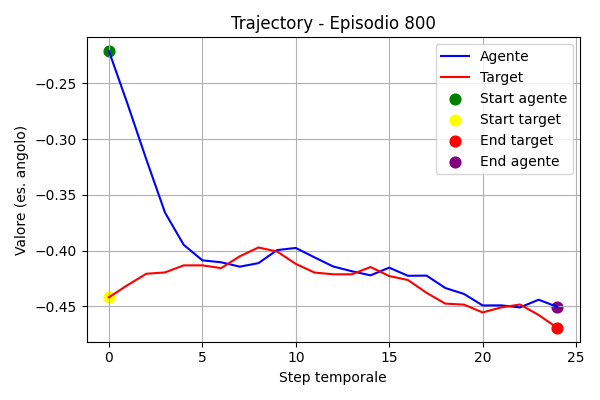 Trajectory - Episodio 800
Agente
Target
Start agente
Start target
End target
End agente
Valore (es. angolo)
−0.25
−0.30
−0.35
−0.40
−0.45
0
5
10
15
20
25
Step temporale